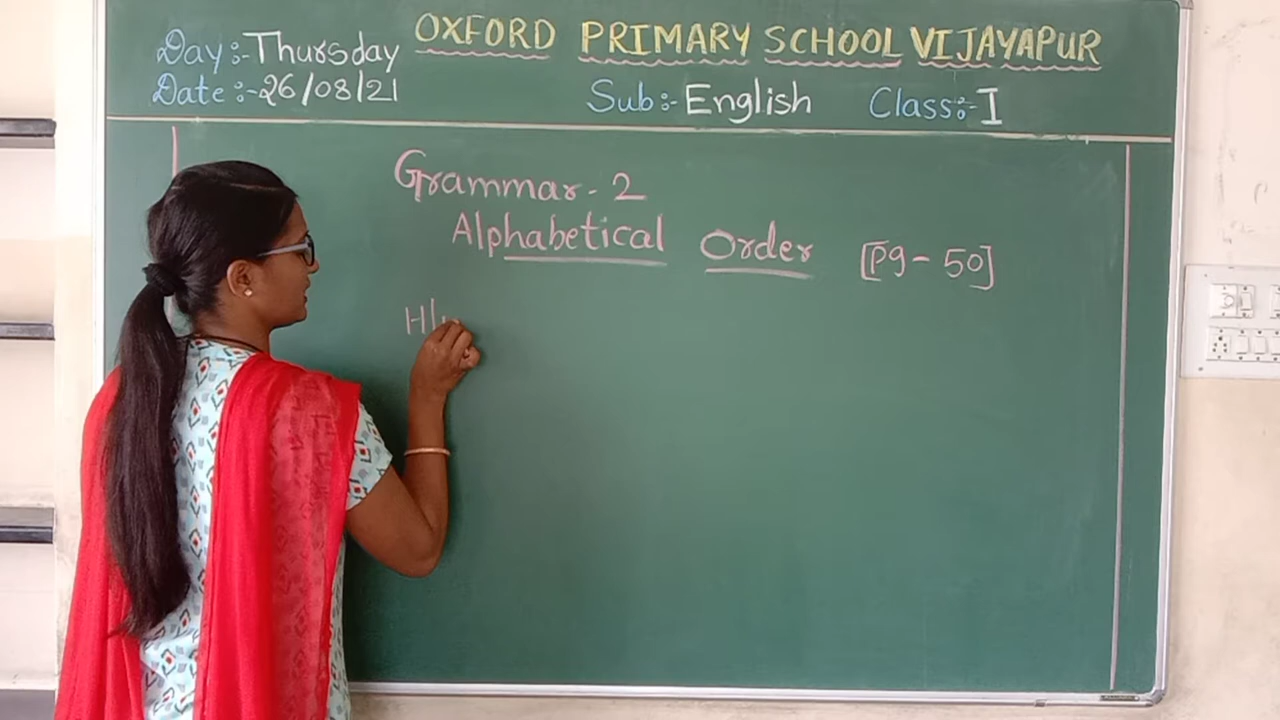 OXFORD PRIMARY SCHOOL VIJAYAPUR
Day:-Thursday
Date:-26/08/21
Sub:-English Class:-I
Grammar-2
Alphabetical Order [Pg-50]